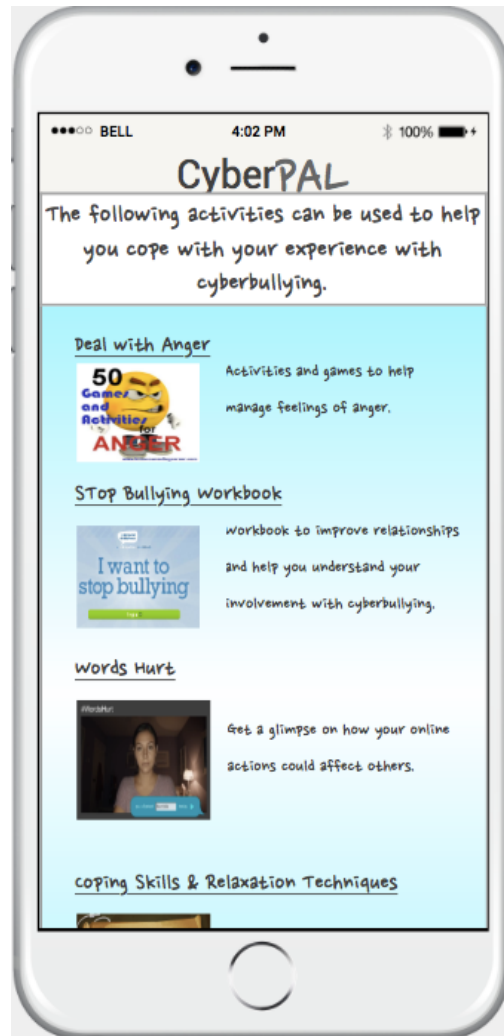 BELL 4:02 PM 100%
CyberPAL
The following activities can be used to help
you cope with your experience with
cyberbullying.
Deal with Anger
50
Games
and
Activities
for
ANGER
Activities and games to help
manage feelings of anger.
STop Bullying Workbook
I want to
stop bullying
Workbook to improve relationships
and help you understand your
involvement with cyberbullying.
Words Hurt
#WordsHurt
Get a glimpse on how your online
actions could affect others.
Coping Skills & Relaxation Techniques